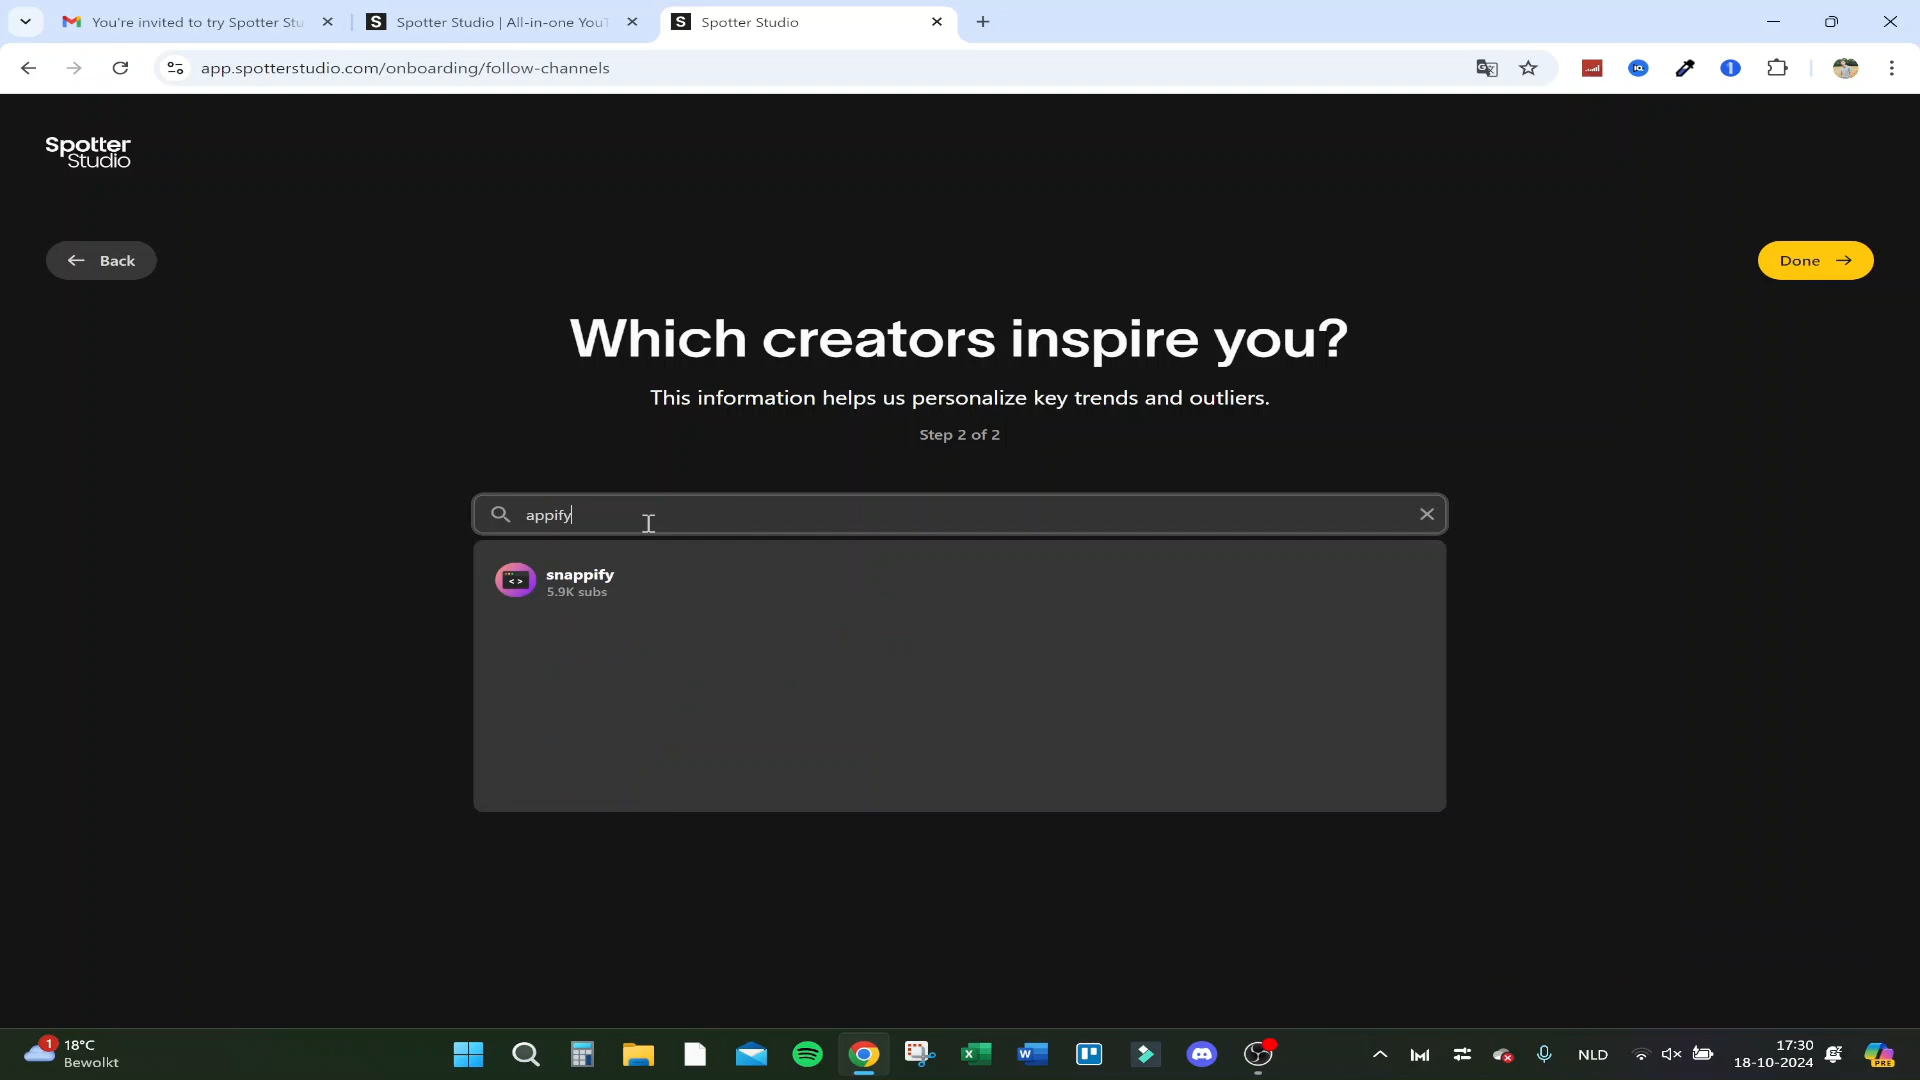 You're invited to try Spotter Stu
Spotter Studio | All-in-one You
Spotter Studio
app.spotterstudio.com/onboarding/follow-channels
Spotter
Studio
Back
Done
Which creators inspire you?
This information helps us personalize key trends and outliers.
Step 2 of 2
appify
snappify
5.9K subs
1
18°C
Bewolkt
NLD
17:30
18-10-2024
PRE